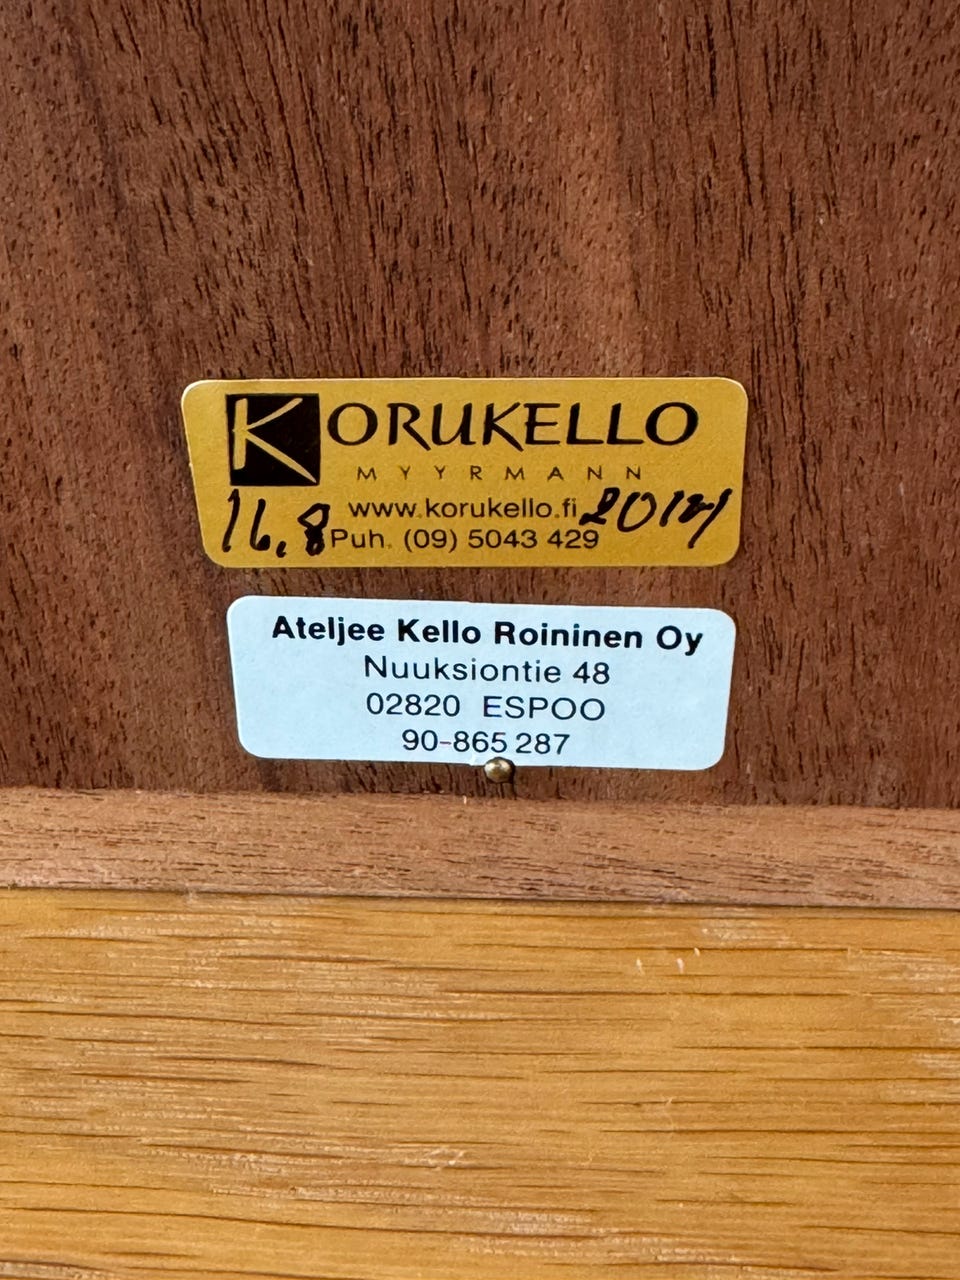 KORUKELLO
MYYRMANN
www.korukello.fi 2014
16.8 Puh. (09) 5043 429
Ateljee Kello Roininen Oy
Nuuksiontie 48
02820 ESPOO
90-865 287